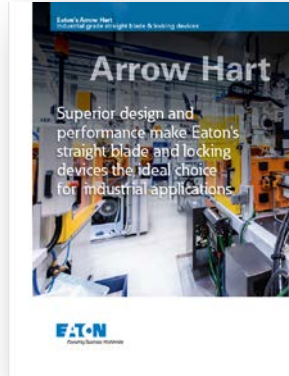 Eaton's Arrow Hart
Industrial grade straight blade & locking devices
Arrow Hart
Superior design and
performance make Eaton's
straight blade and locking
devices the ideal choice
for industrial applications
EATON
Powering Business Worldwide